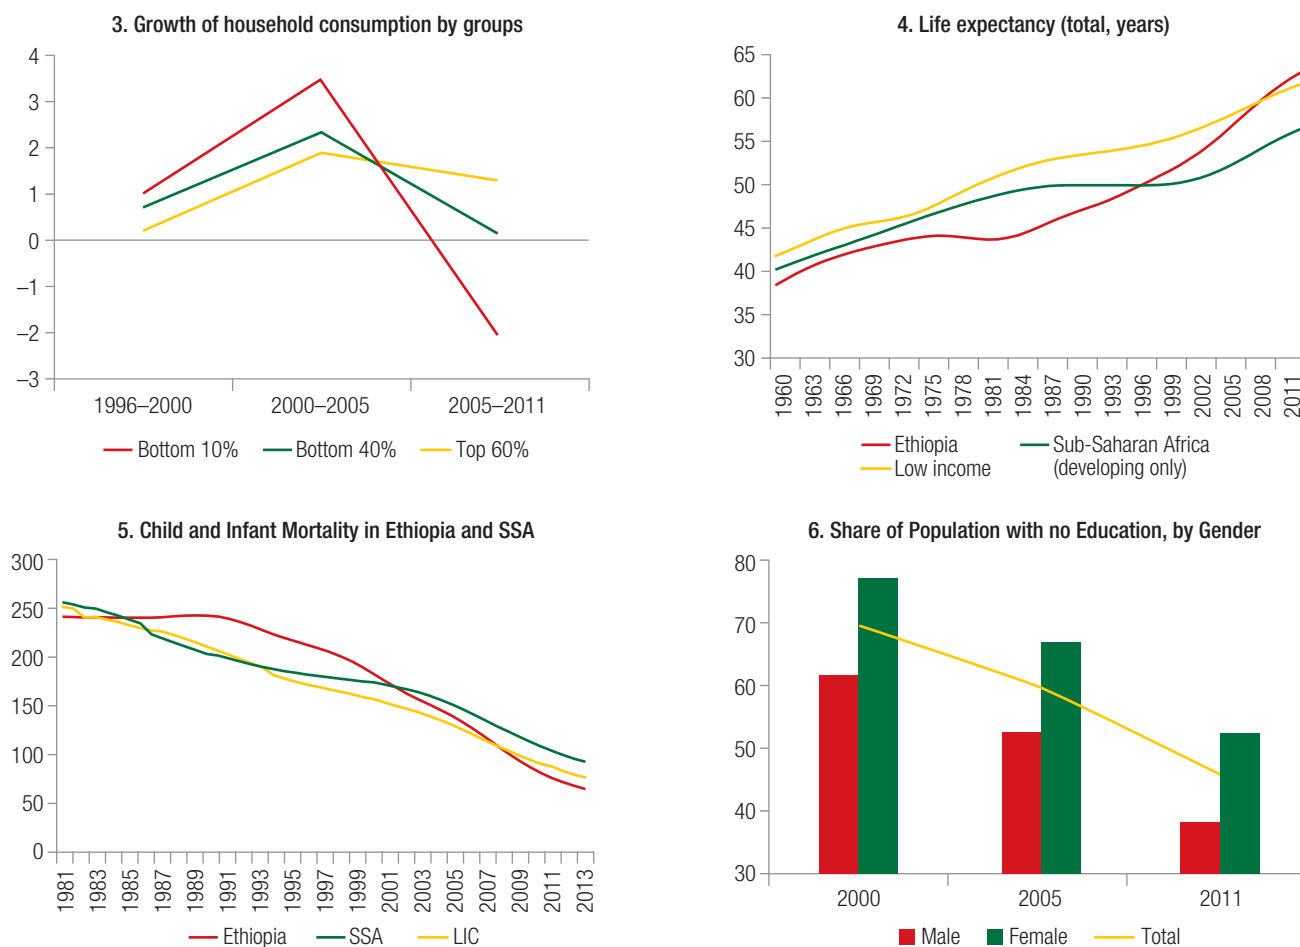 3. Growth of household consumption by groups
4
3
2
1
0
–1
–2
–3
1996–2000 2000–2005 2005–2011
Bottom 10% Bottom 40% Top 60%
4. Life expectancy (total, years)
65
60
55
50
45
40
35
30
1960 1963 1966 1969 1972 1975 1978 1981 1984 1987 1990 1993 1996 1999 2002 2005 2008 2011
Ethiopia Sub-Saharan Africa
Low income (developing only)
5. Child and Infant Mortality in Ethiopia and SSA
300
250
200
150
100
50
0
1981 1983 1985 1987 1989 1991 1993 1995 1997 1999 2001 2003 2005 2007 2009 2011 2013
Ethiopia SSA LIC
6. Share of Population with no Education, by Gender
80
70
60
50
40
30
2000 2005 2011
Male Female Total